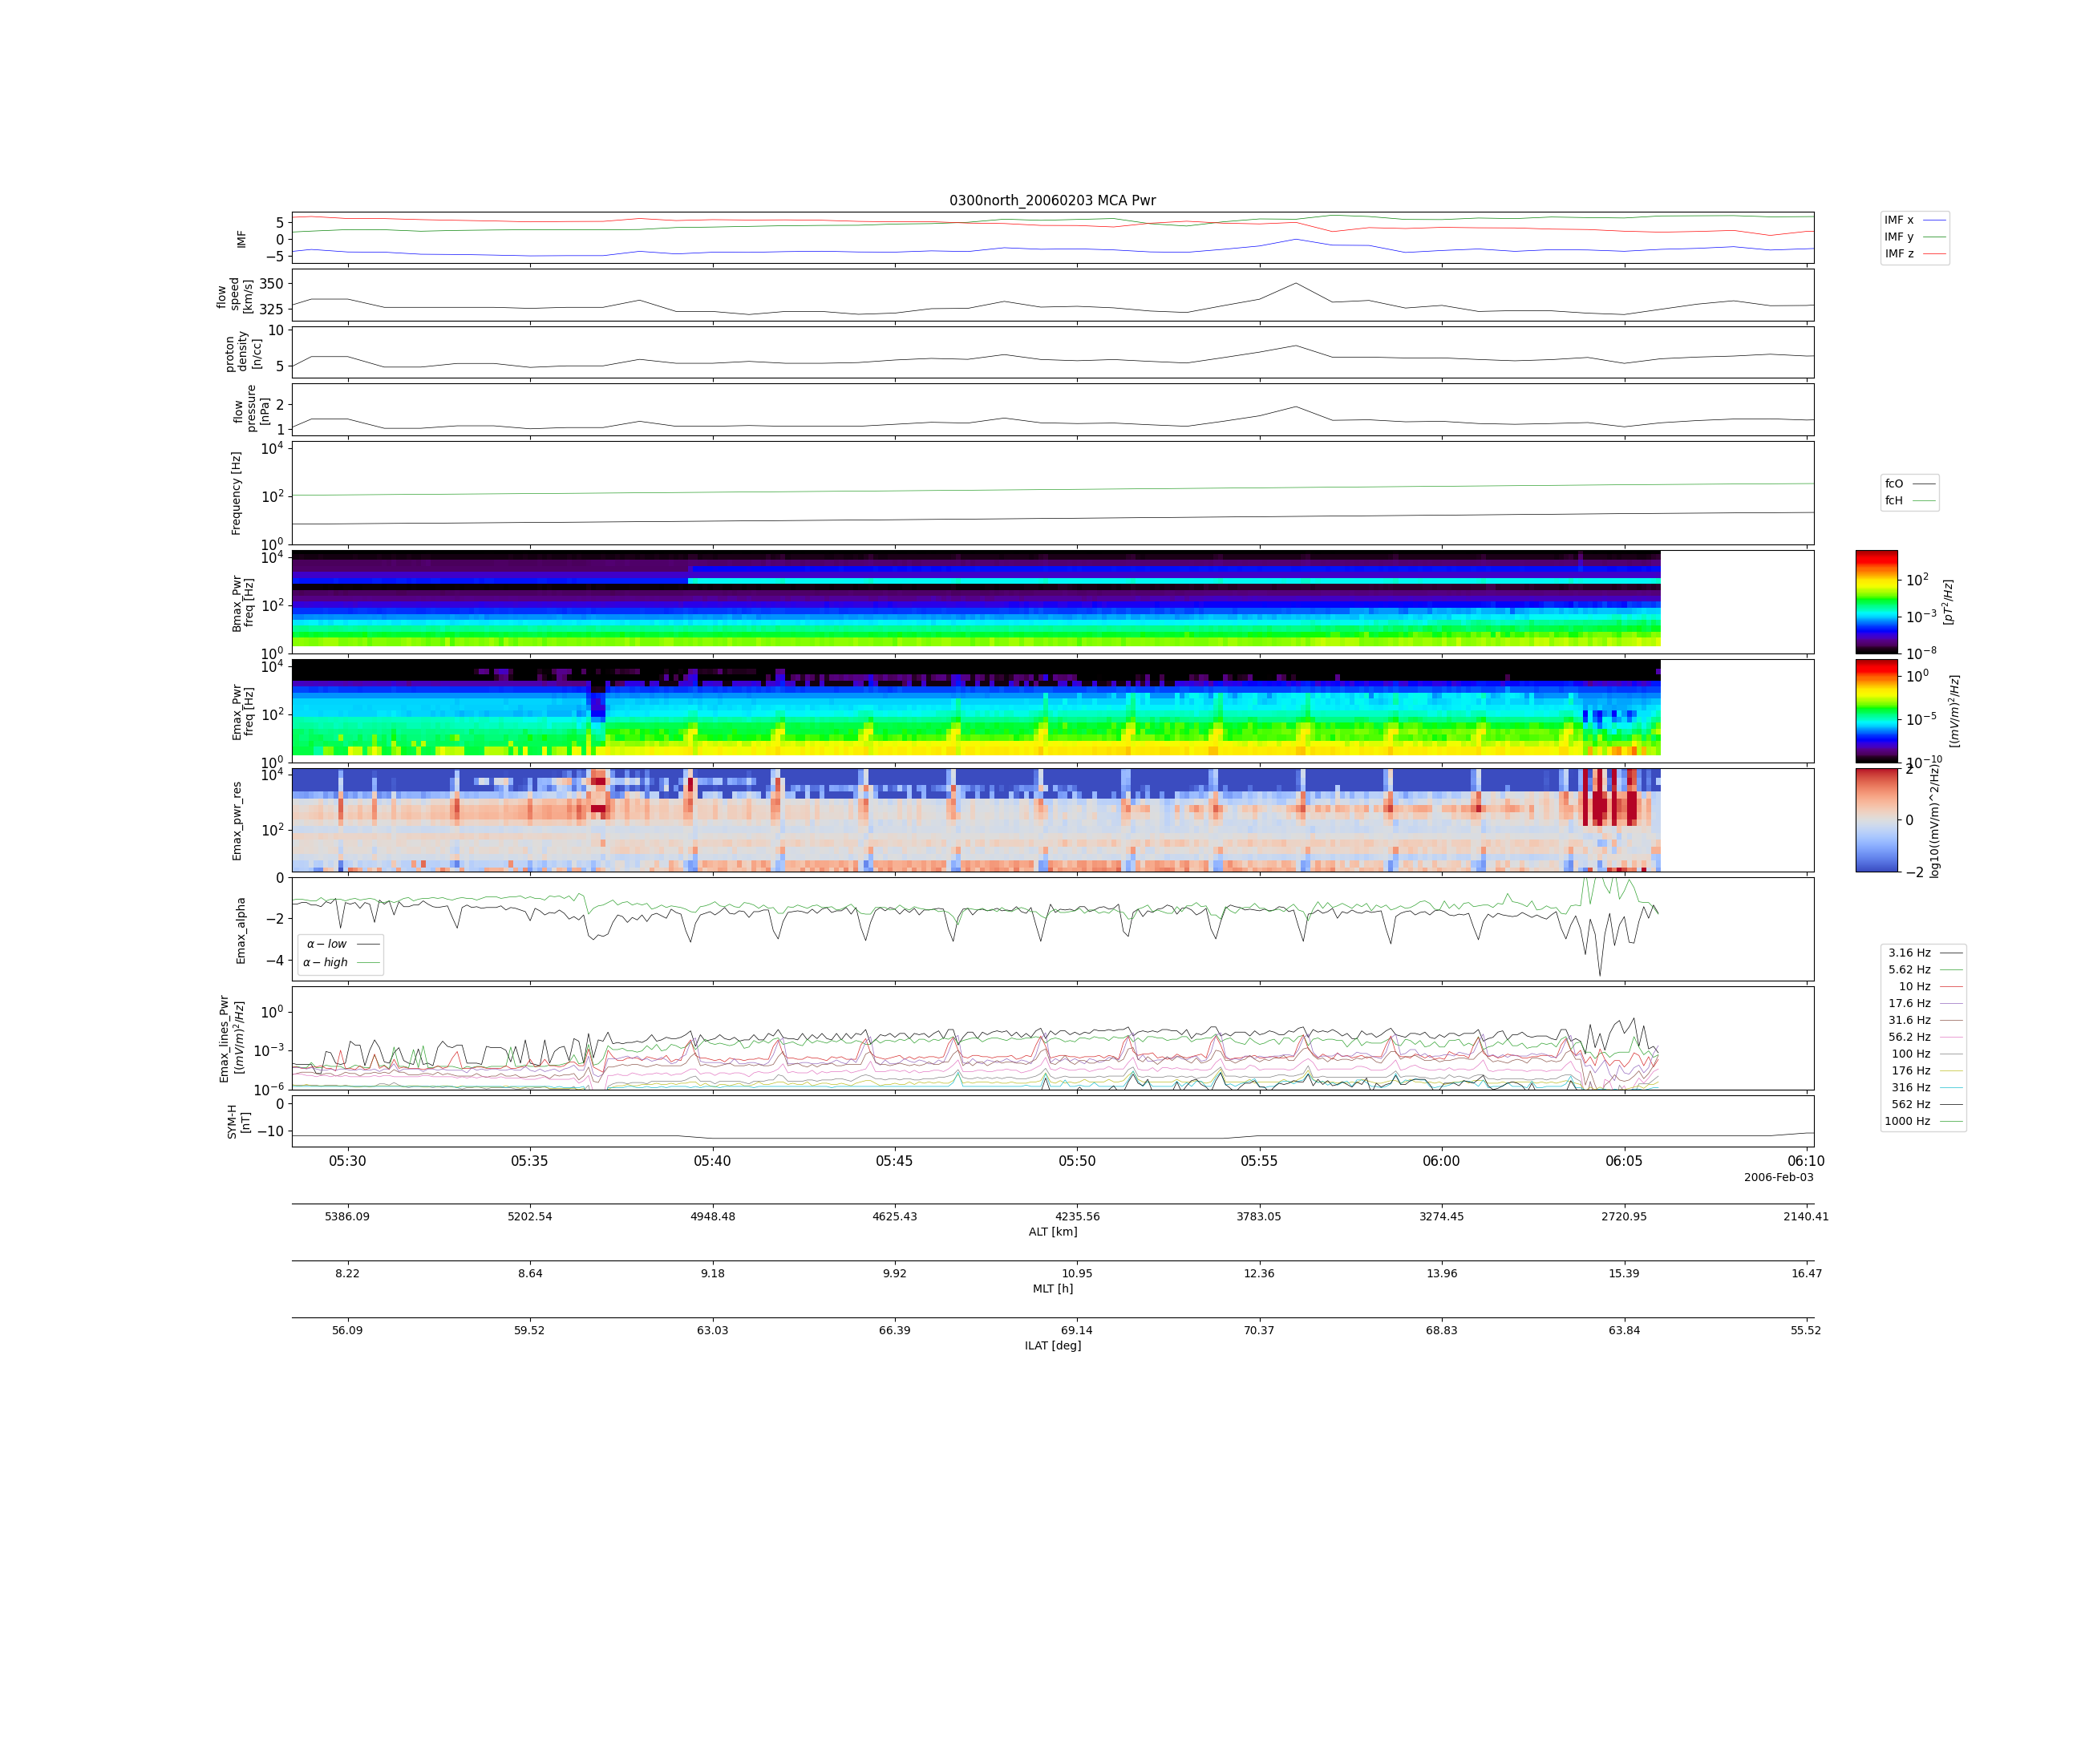 0300north_20060203 MCA Pwr
5
0
−5
IMF
IMF x
IMF y
IMF z
350
325
flow
speed
[km/s]
10
5
proton
density
[n/cc]
2
1
flow
pressure
[nPa]
10^4
10^2
10^0
Frequency [Hz]
fcO
fcH
10^4
10^2
10^0
Bmax_Pwr
freq [Hz]
10^2
10^−3
10^−8
[pT^2/Hz]
10^4
10^2
10^0
Emax_Pwr
freq [Hz]
10^0
10^−5
10^−10
[(mV/m)^2/Hz]
10^4
10^2
Emax_pwr_res
2
0
−2
log10((mV/m)^2/Hz)
0
−2
−4
Emax_alpha
α − low
α − high
10^0
10^−3
10^−6
Emax_lines_Pwr
[(mV/m)^2/Hz]
3.16 Hz
5.62 Hz
10 Hz
17.6 Hz
31.6 Hz
56.2 Hz
100 Hz
176 Hz
316 Hz
562 Hz
1000 Hz
0
−10
SYM-H
[nT]
05:30 05:35 05:40 05:45 05:50 05:55 06:00 06:05 06:10
2006-Feb-03
5386.09 5202.54 4948.48 4625.43 4235.56 3783.05 3274.45 2720.95 2140.41
ALT [km]
8.22 8.64 9.18 9.92 10.95 12.36 13.96 15.39 16.47
MLT [h]
56.09 59.52 63.03 66.39 69.14 70.37 68.83 63.84 55.52
ILAT [deg]